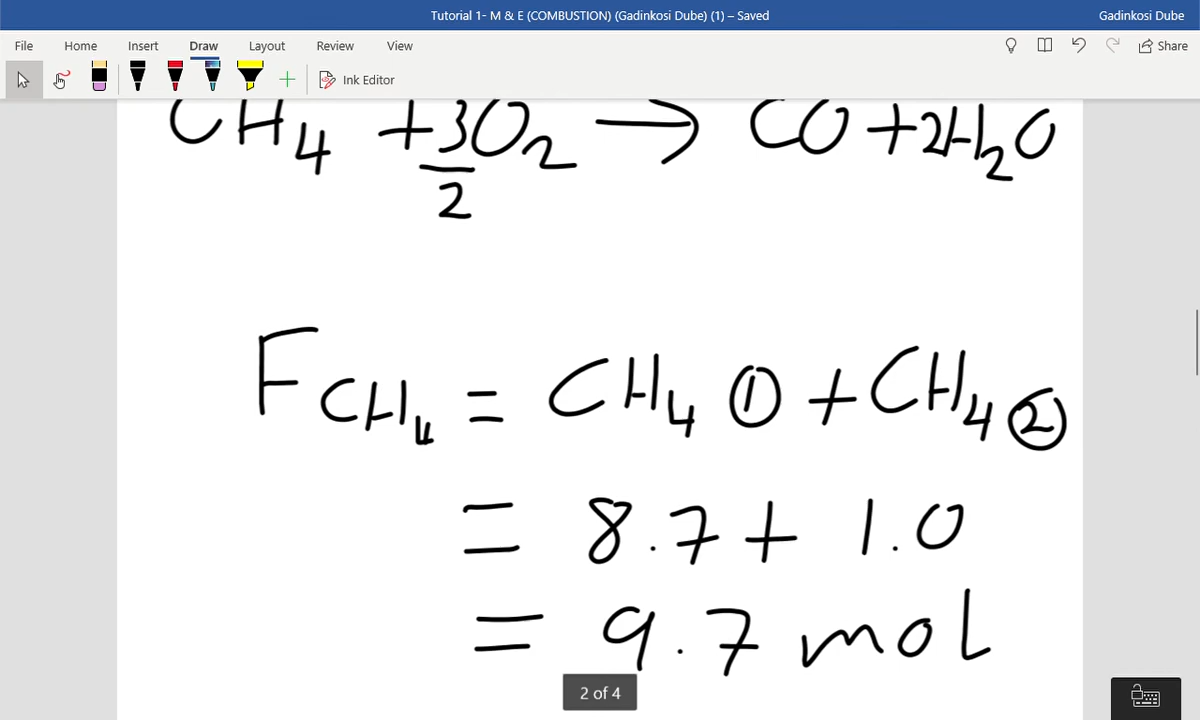 Tutorial 1- M & E (COMBUSTION) (Gadinkosi Dube) (1) – Saved
Gadinkosi Dube
File Home Insert Draw Layout Review View
Share
Ink Editor
CH4 + 3/2 O2 → CO + 2H2O
FCH4 = CH4 ① + CH4 ②
= 8.7 + 1.0
= 9.7 mol
2 of 4